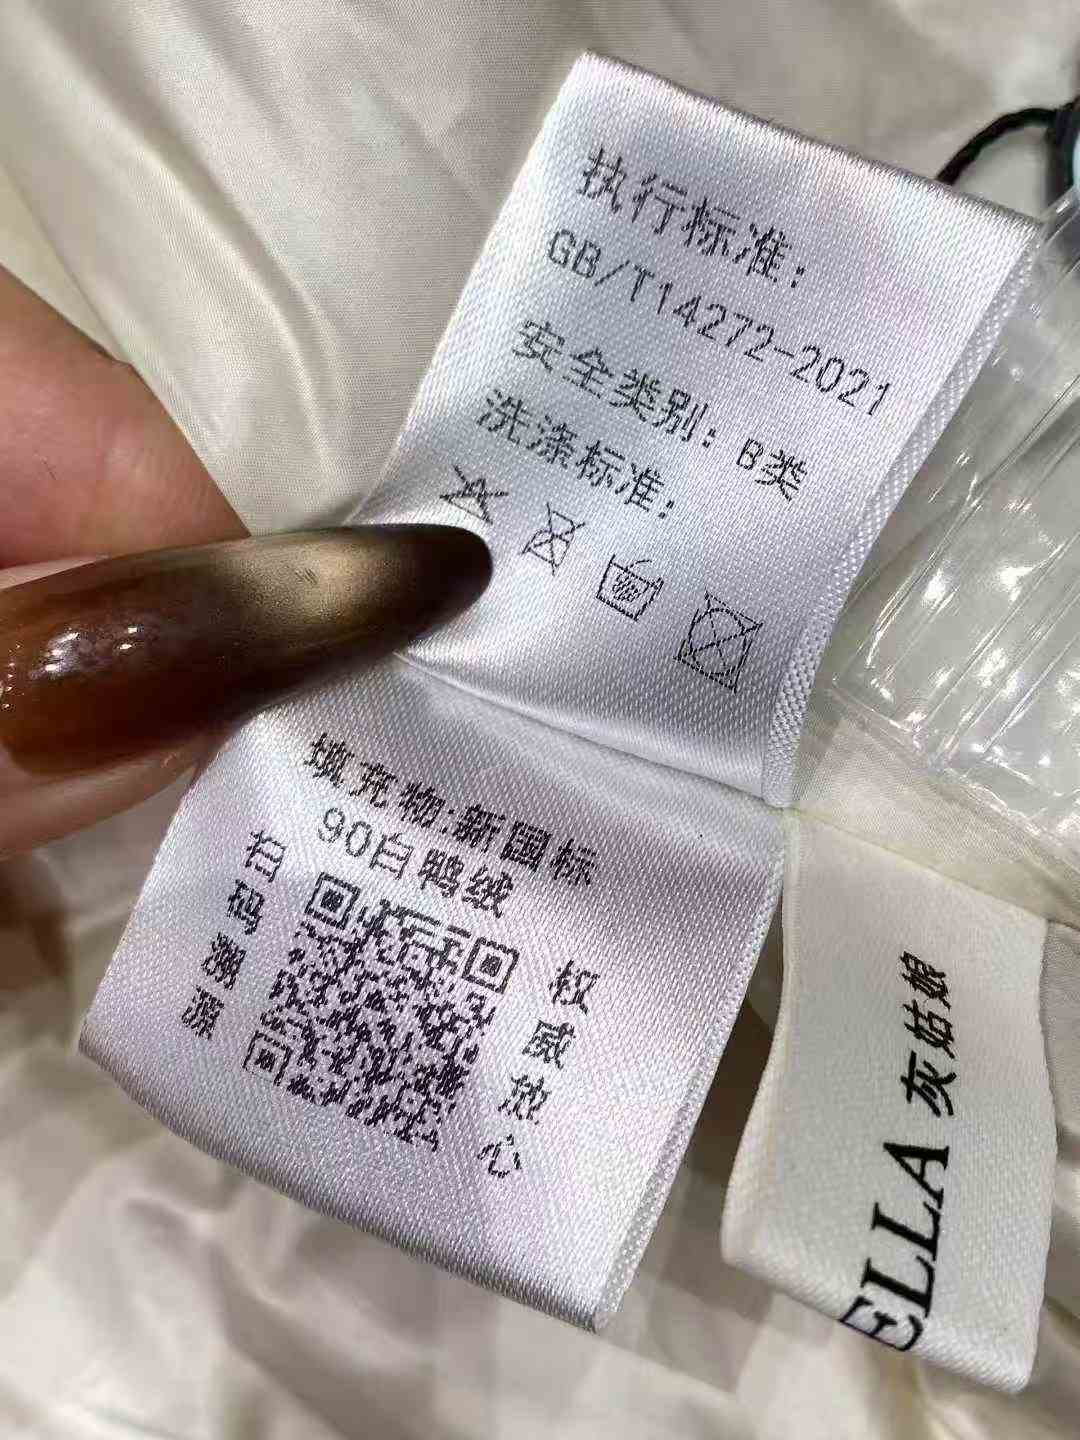 执行标准：
GB/T14272-2021
安全类别：B类
洗涤标准：
填充物:新国标
90白鸭绒
扫码溯源
权威放心
ELLA 灰姑娘